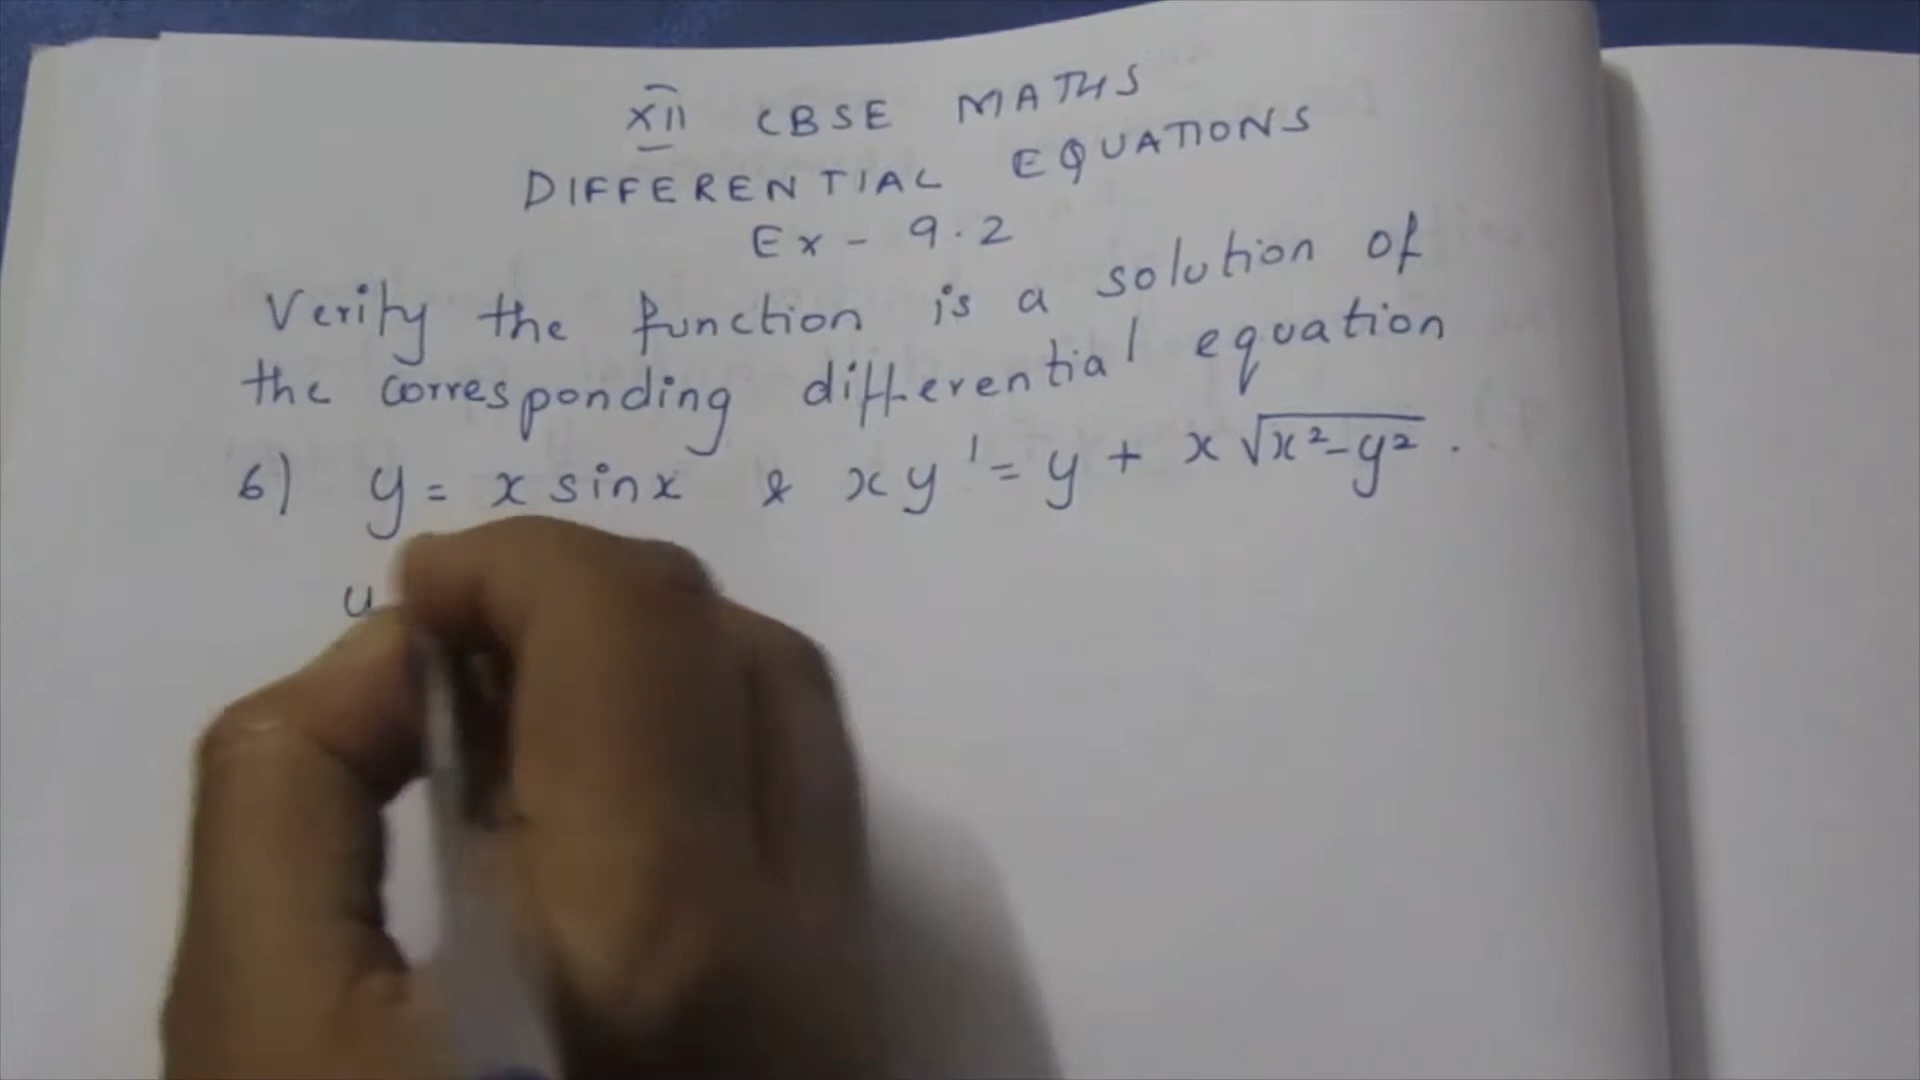 XII CBSE MATHS
DIFFERENTIAL EQUATIONS
Ex - 9.2
Verify the function is a solution of
the corresponding differential equation
6) y = x sinx & xy' = y + x √x²-y² .